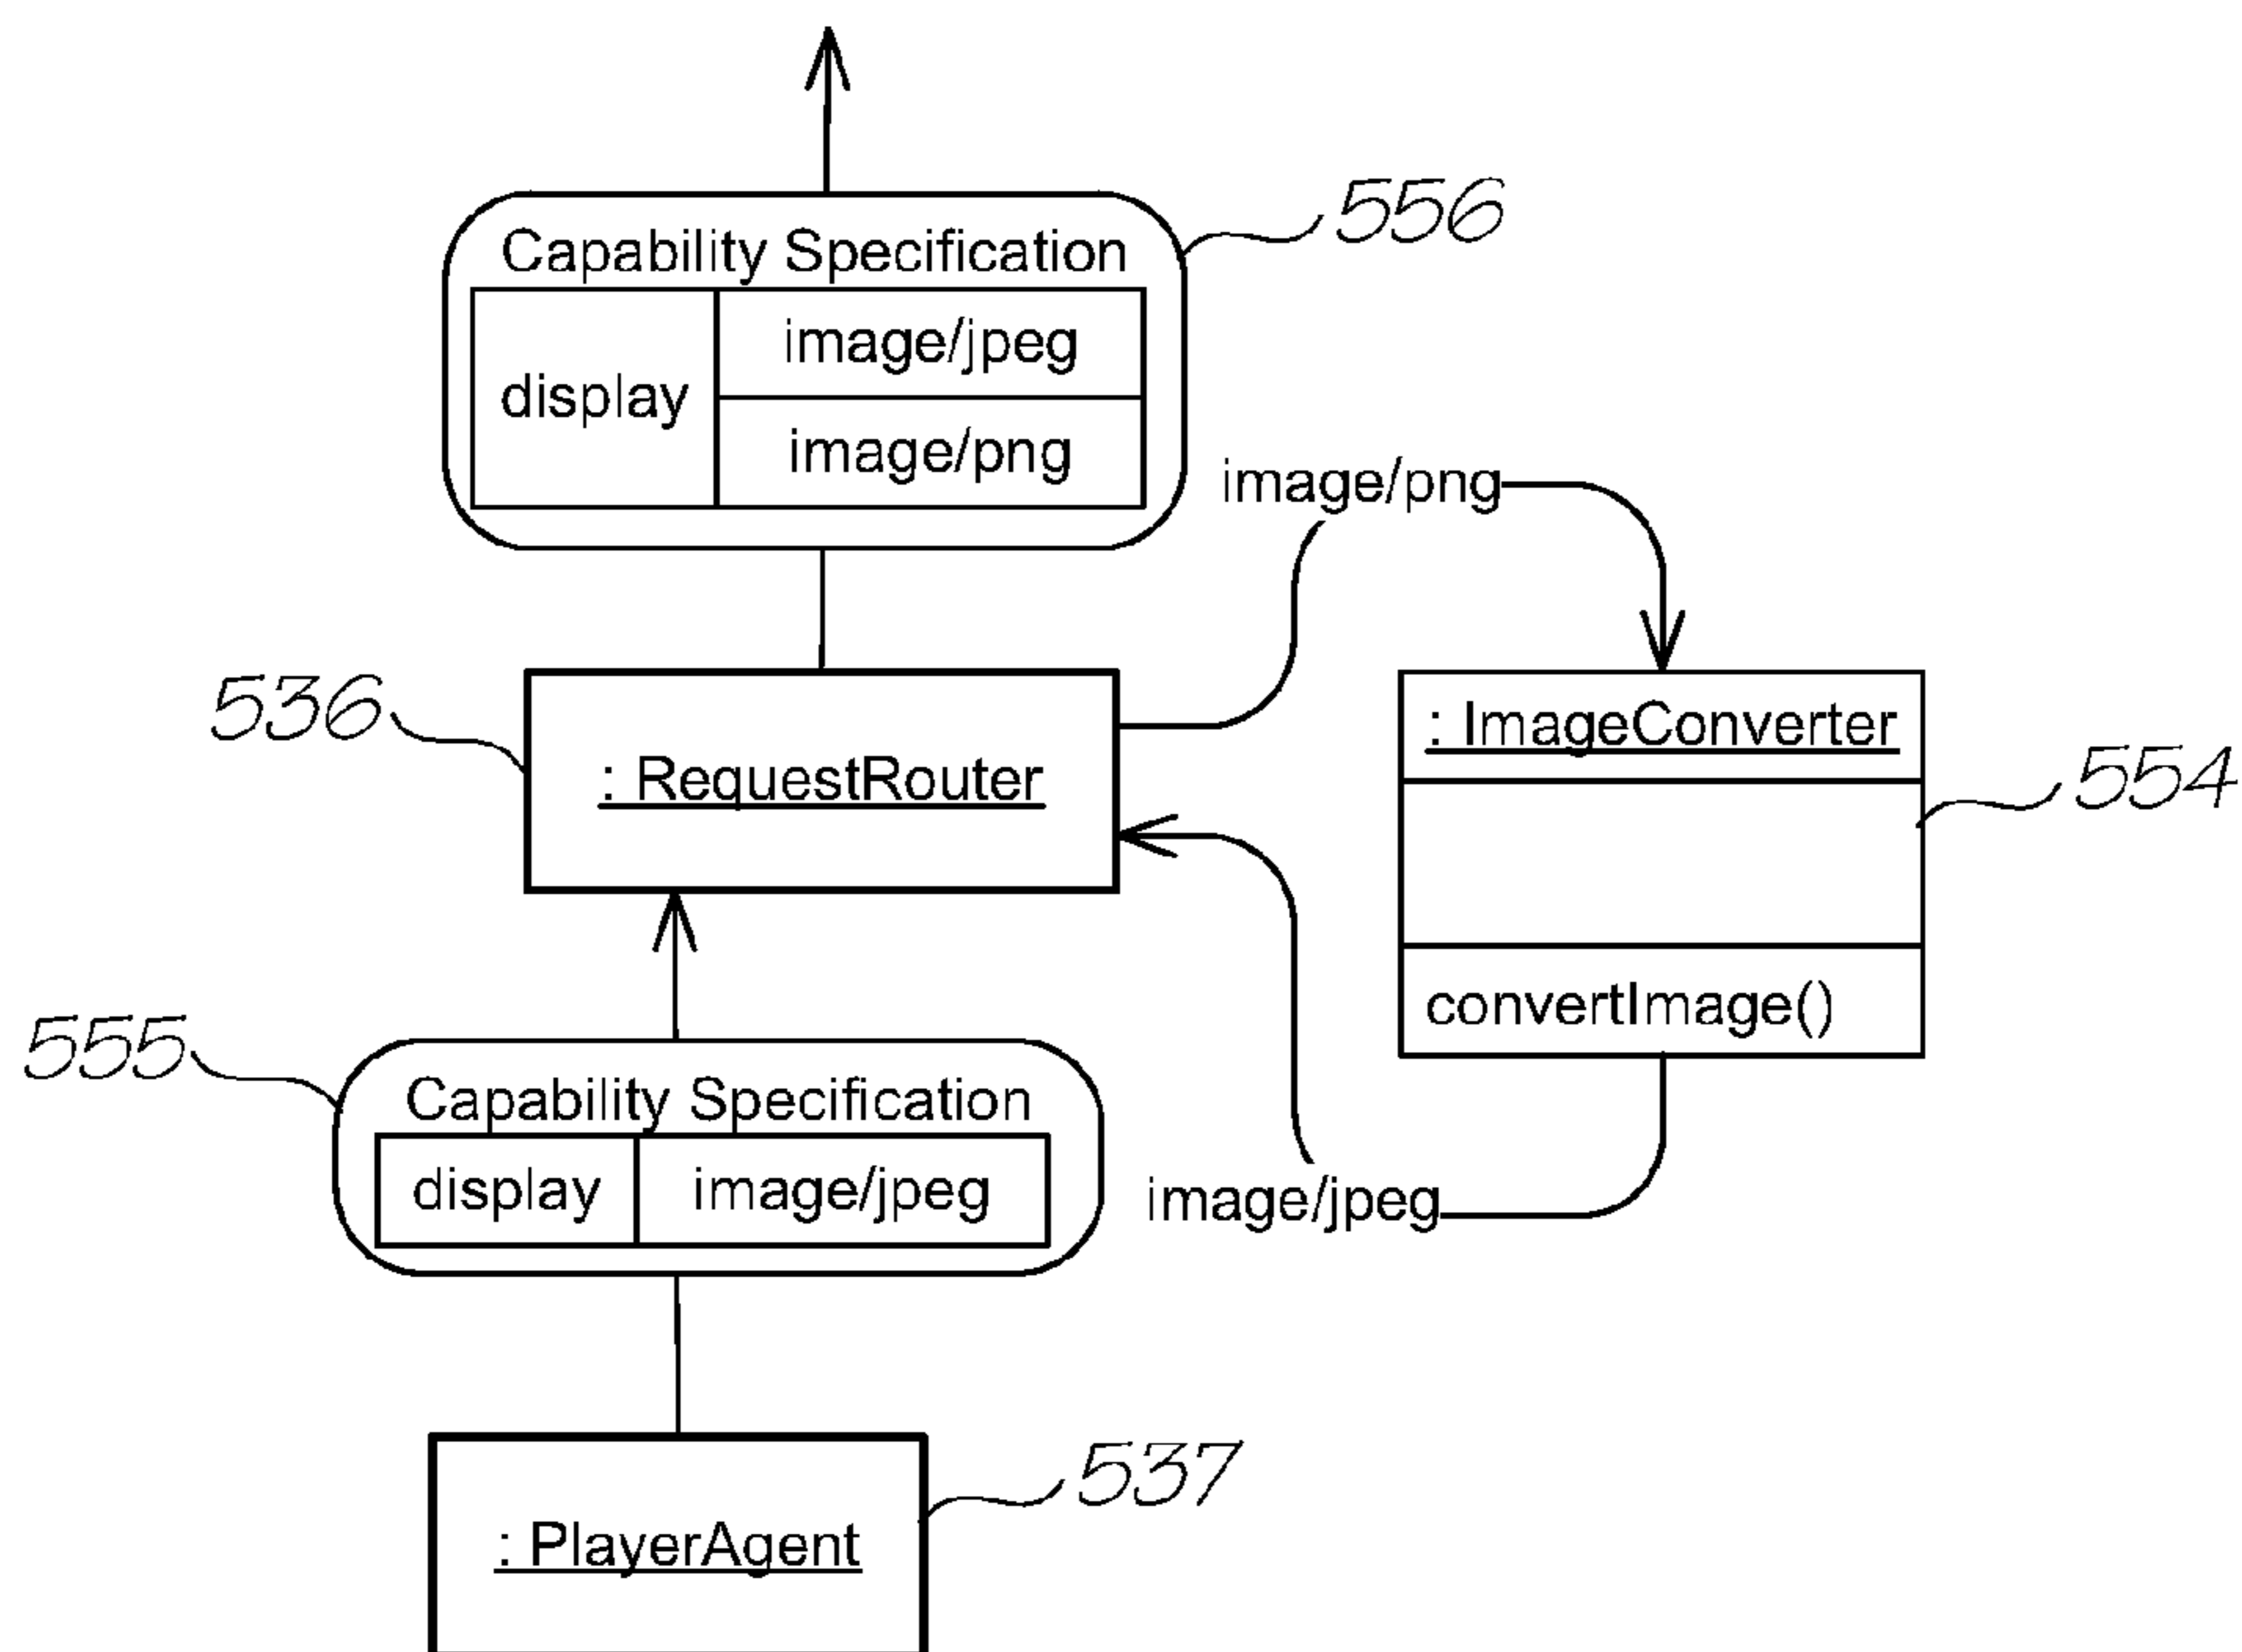 556
Capability Specification
display
image/jpeg
image/png
image/png
536
: RequestRouter
: ImageConverter
554
convertImage()
555
Capability Specification
display
image/jpeg
image/jpeg
537
: PlayerAgent